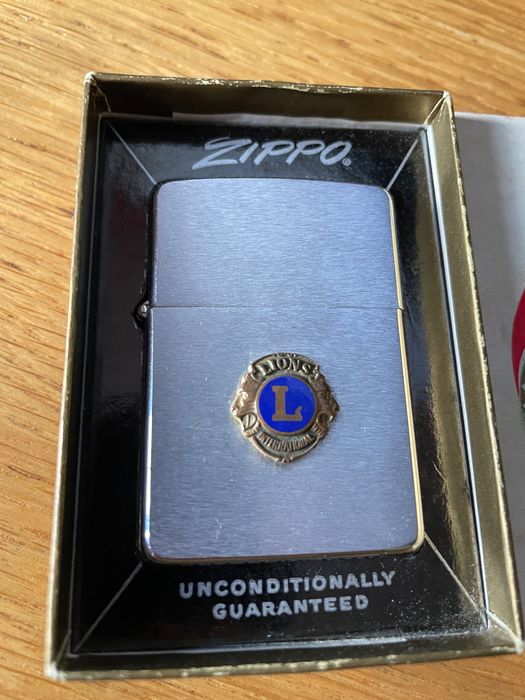 ZIPPO®
LIONS
L
INTERNATIONAL
UNCONDITIONALLY
GUARANTEED